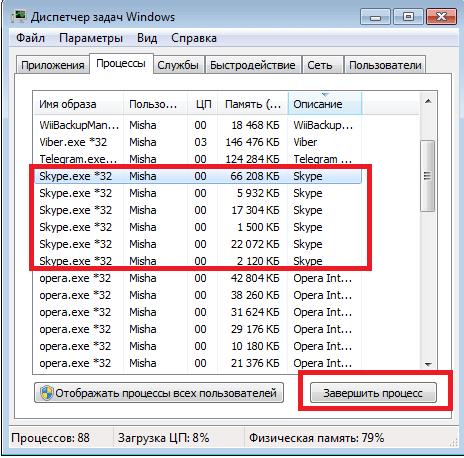 Диспетчер задач Windows
Файл Параметры Вид Справка
Приложения Процессы Службы Быстродействие Сеть Пользователи
Имя образа Пользо... ЦП Память (... Описание
WiiBackupMan... Misha 00 18 468 КБ WiiBackup...
Viber.exe *32 Misha 03 146 476 КБ Viber
Telegram.exe... Misha 00 124 284 КБ Telegram ...
Skype.exe *32 Misha 00 66 208 КБ Skype
Skype.exe *32 Misha 00 5 932 КБ Skype
Skype.exe *32 Misha 00 17 304 КБ Skype
Skype.exe *32 Misha 00 1 500 КБ Skype
Skype.exe *32 Misha 00 22 072 КБ Skype
Skype.exe *32 Misha 00 2 120 КБ Skype
opera.exe *32 Misha 00 42 804 КБ Opera Int...
opera.exe *32 Misha 00 38 260 КБ Opera Int...
opera.exe *32 Misha 00 31 624 КБ Opera Int...
opera.exe *32 Misha 00 29 176 КБ Opera Int...
opera.exe *32 Misha 00 10 180 КБ Opera Int...
opera.exe *32 Misha 00 21 376 КБ Opera Int...
Отображать процессы всех пользователей Завершить процесс
Процессов: 88 Загрузка ЦП: 8% Физическая память: 79%